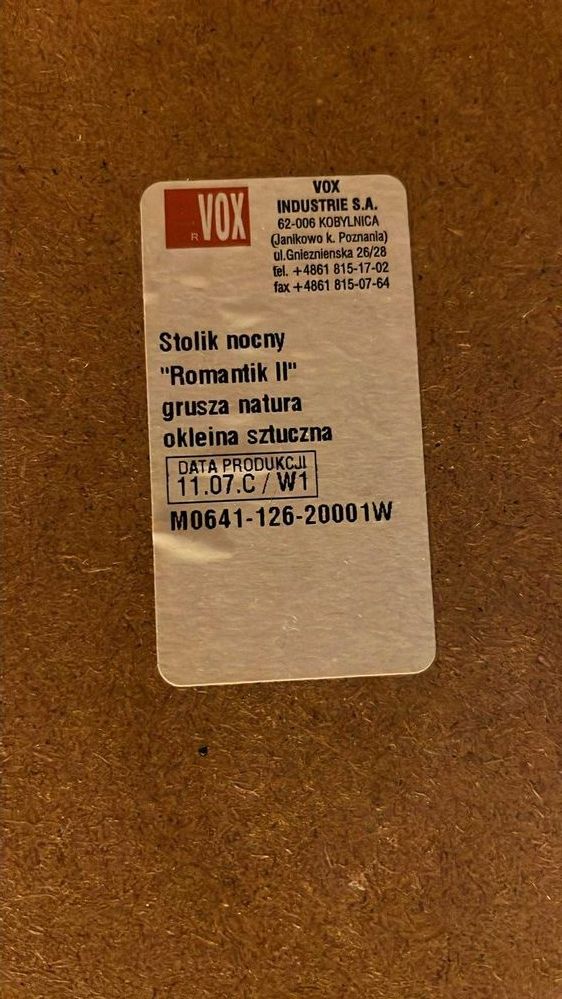 VOX
R
VOX
INDUSTRIE S.A.
62-006 KOBYLNICA
(Janikowo k. Poznania)
ul.Gnieznienska 26/28
tel. +4861 815-17-02
fax +4861 815-07-64
Stolik nocny
"Romantik II"
grusza natura
okleina sztuczna
DATA PRODUKCJI
11.07.C / W1
M0641-126-20001W